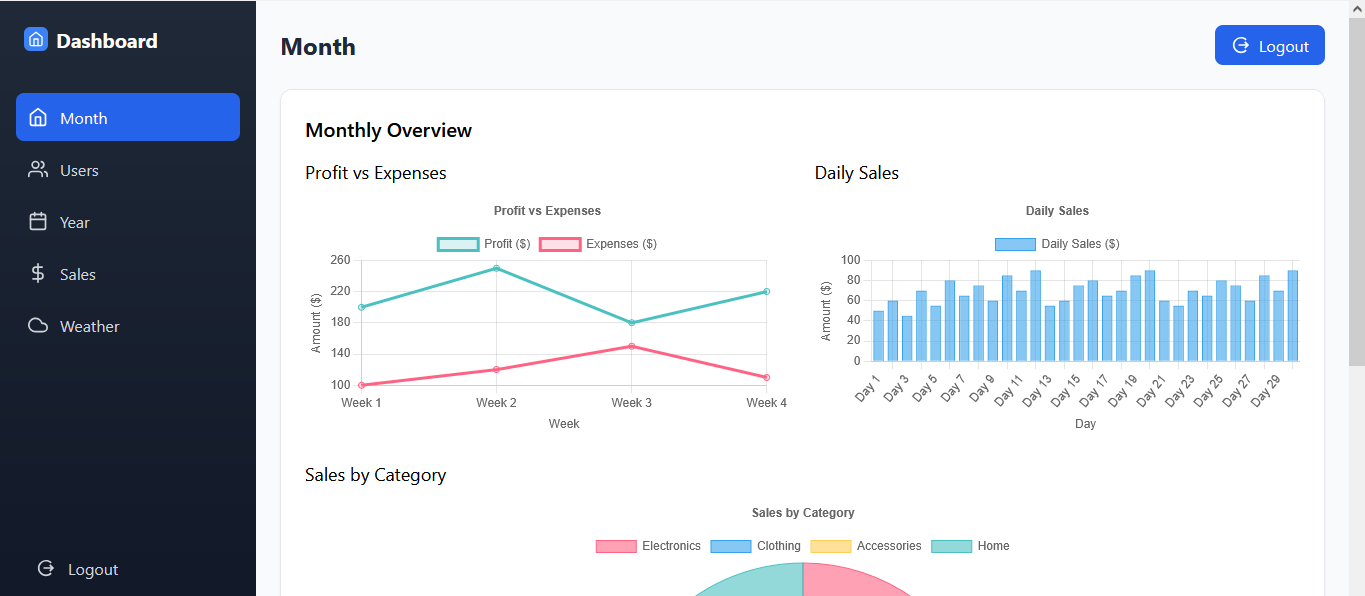 Dashboard
Month
Users
Year
Sales
Weather
Logout
Month
Logout
Monthly Overview
Profit vs Expenses
Profit vs Expenses
Profit ($) Expenses ($)
Amount ($)
260
220
180
140
100
Week 1 Week 2 Week 3 Week 4
Week
Daily Sales
Daily Sales
Daily Sales ($)
Amount ($)
100
80
60
40
20
0
Day 1 Day 3 Day 5 Day 7 Day 9 Day 11 Day 13 Day 15 Day 17 Day 19 Day 21 Day 23 Day 25 Day 27 Day 29
Day
Sales by Category
Sales by Category
Electronics Clothing Accessories Home